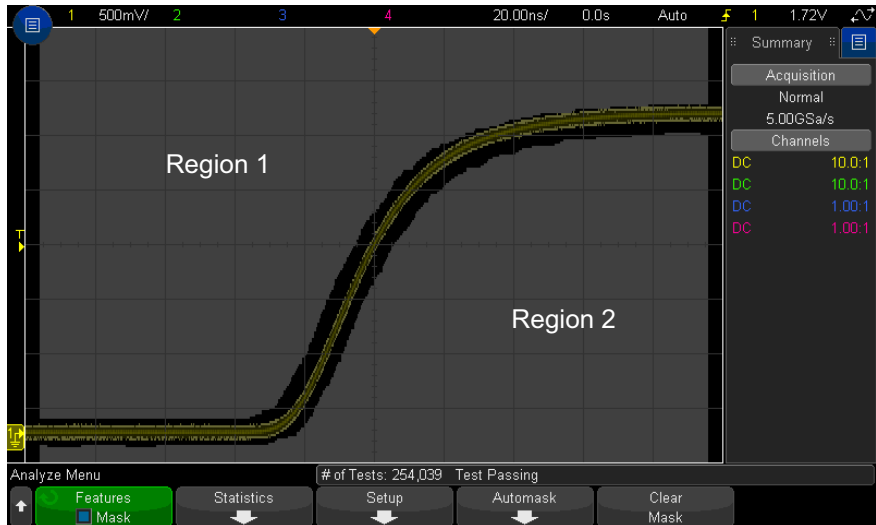 1 500mV/ 2 3 4 20.00ns/ 0.0s Auto 1 1.72V
Summary
Acquisition
Normal
5.00GSa/s
Channels
DC 10.0:1
DC 10.0:1
DC 1.00:1
DC 1.00:1
Region 1
T
Region 2
1
Analyze Menu
# of Tests: 254,039 Test Passing
Features
Mask
Statistics
Setup
Automask
Clear
Mask